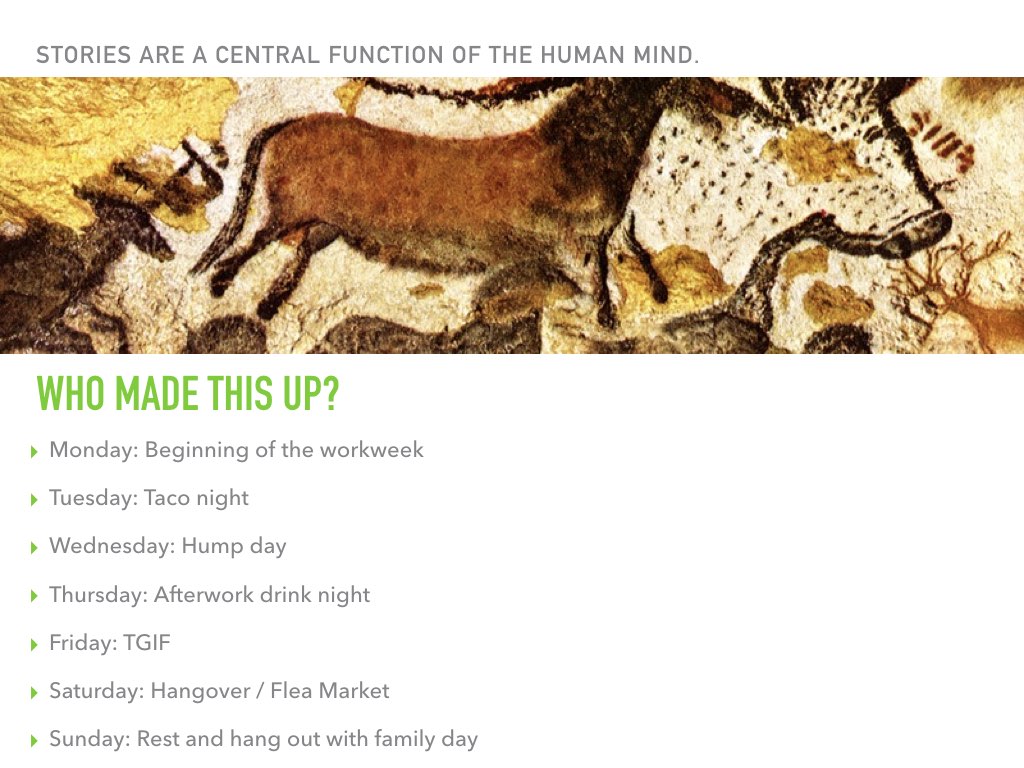 STORIES ARE A CENTRAL FUNCTION OF THE HUMAN MIND.
WHO MADE THIS UP?
Monday: Beginning of the workweek
Tuesday: Taco night
Wednesday: Hump day
Thursday: Afterwork drink night
Friday: TGIF
Saturday: Hangover / Flea Market
Sunday: Rest and hang out with family day